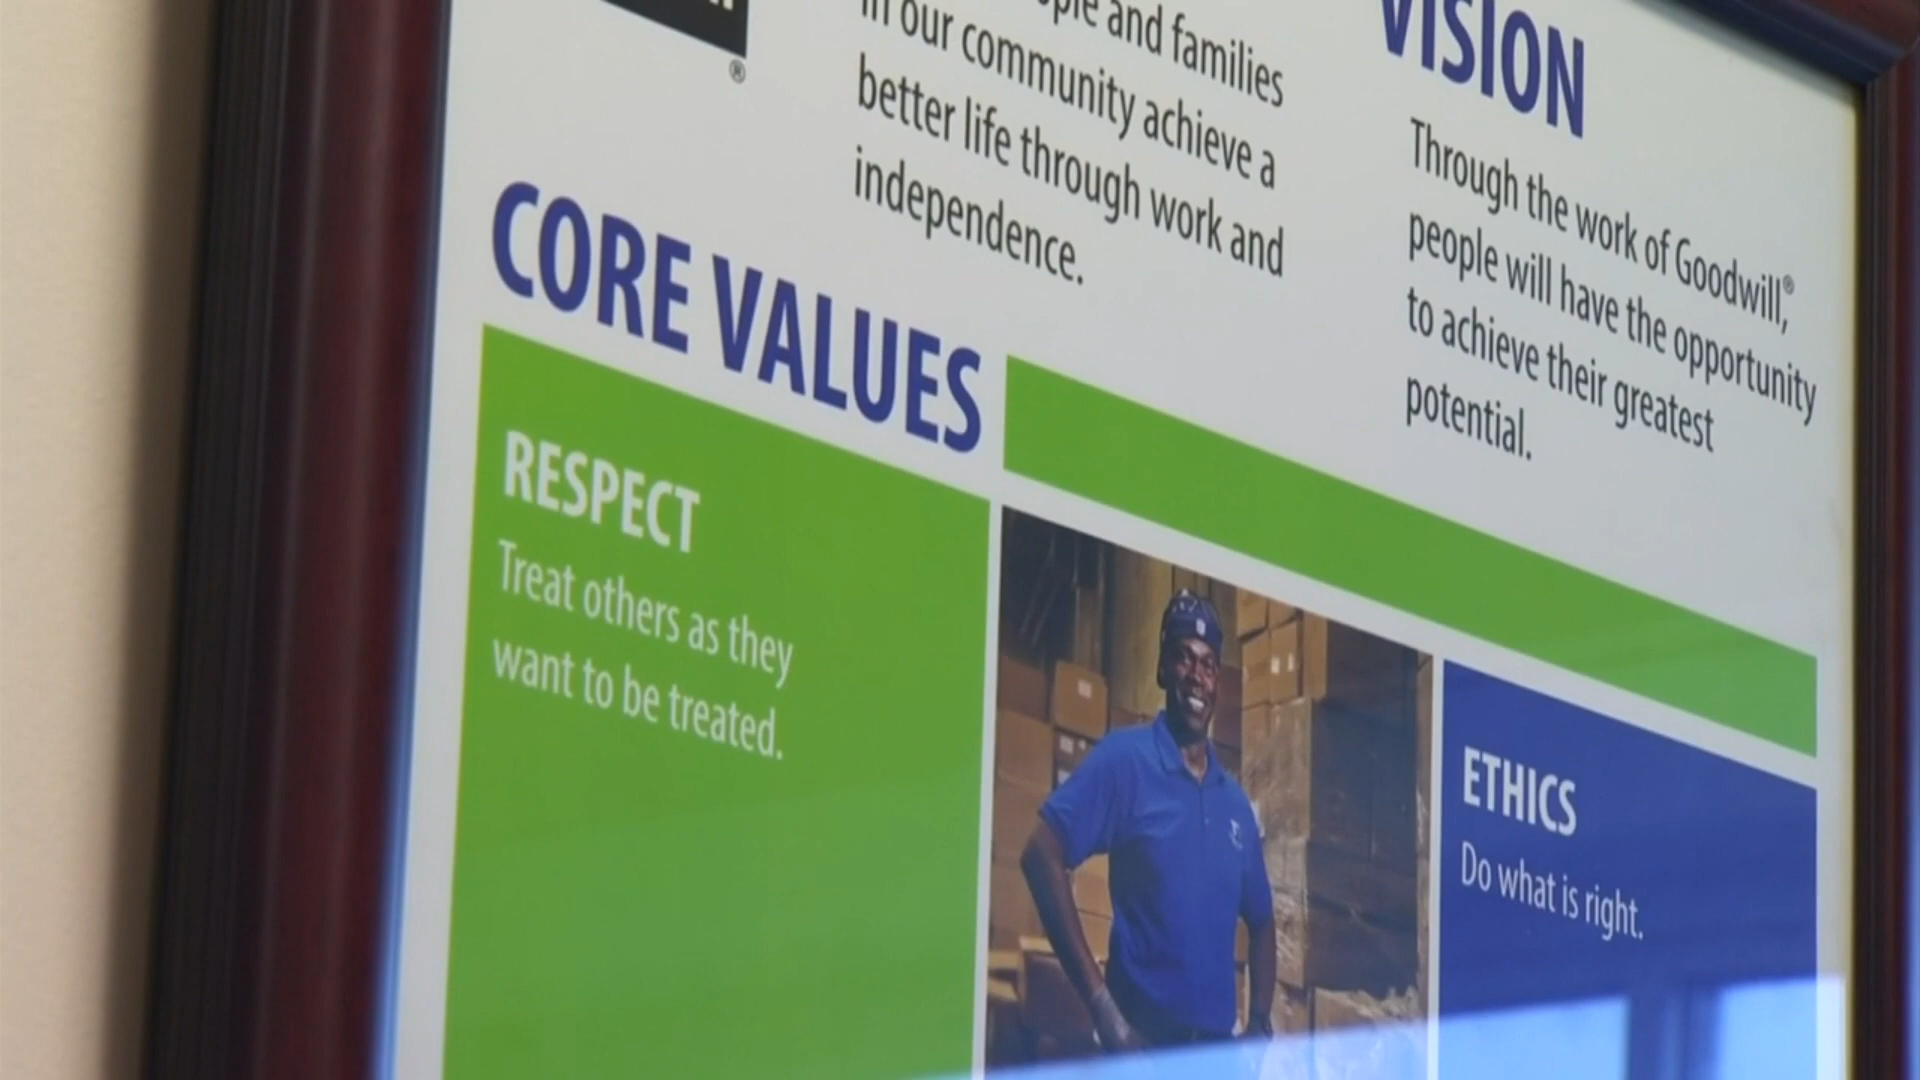 and families
in our community achieve a
better life through work and
independence.
VISION
Through the work of Goodwill,®
people will have the opportunity
to achieve their greatest
potential.
CORE VALUES
RESPECT
Treat others as they
want to be treated.
ETHICS
Do what is right.
®